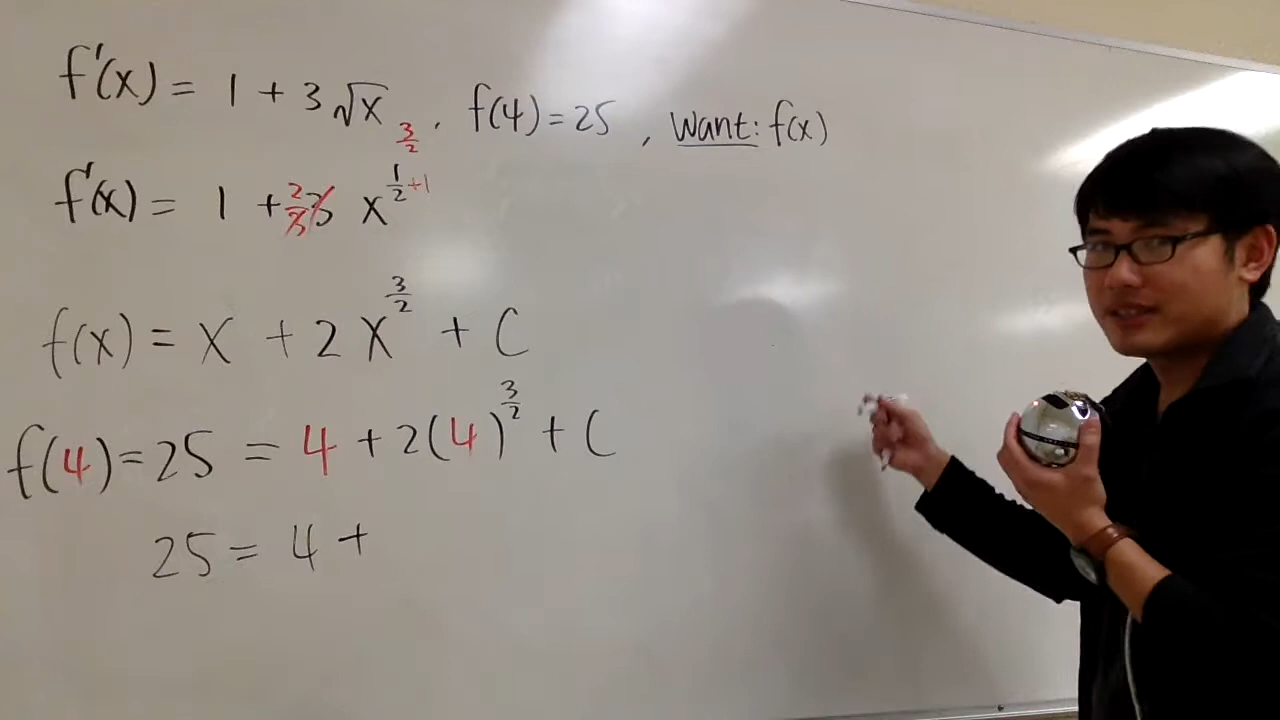 f'(x) = 1 + 3√x , f(4) = 25 , Want: f(x)
f'(x) = 1 + 2/3 3 x^(1/2 +1) 3/2
f(x) = x + 2x^(3/2) + C
f(4) = 25 = 4 + 2(4)^(3/2) + C
25 = 4 +